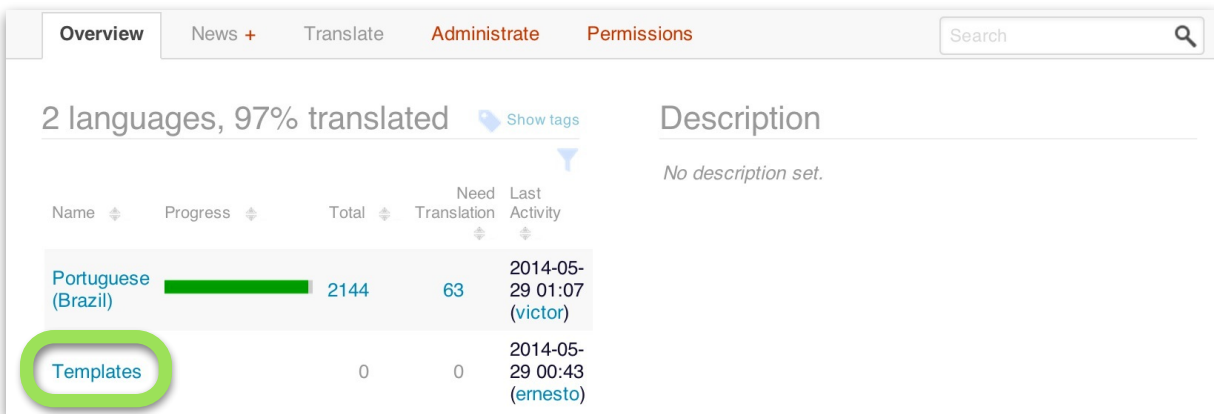 Overview News + Translate Administrate Permissions Search
2 languages, 97% translated Show tags
Description
No description set.
Need Last
Name Progress Total Translation Activity
2014-05-
Portuguese
(Brazil) 2144 63 29 01:07
(victor)
2014-05-
Templates 0 0 29 00:43
(ernesto)